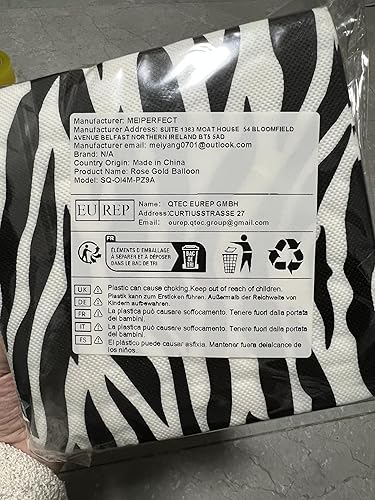 Manufacturer: MEIPERFECT
Manufacturer Address: SUITE 1383 MOAT HOUSE 54 BLOOMFIELD
AVENUE BELFAST NORTHERN IRELAND BT5 5AD
Manufacturer email: meiyang0701@outlook.com
Brand: N/A
Country Origin: Made in China
Product Name: Rose Gold Balloon
Model: SQ-OI4M-PZ9A
EU REP
Name: QTEC EUREP GMBH
Address: CURTIUSSTRASSE 27
Email: eurep.qtec.group@gmail.com
FR
ÉLÉMENTS D'EMBALLAGE
À SÉPARER ET À DÉPOSER
DANS LE BAC DE TRI
BAC
DE
TRI
UK Plastic can cause choking.Keep out of reach of children.
DE Plastik kann zum Ersticken führen. Außermalb der Reichweite von
Kindern aufbewahren.
FR La plastica può causare soffocamento. Tenere fuori dalla portata
dei bambini.
IT La plastica può causare soffocamento. Tenere fuori dalla portata
dei bambini.
ES El plástico puede causar asfixia. Mantener fuera delalcance de
los niños.